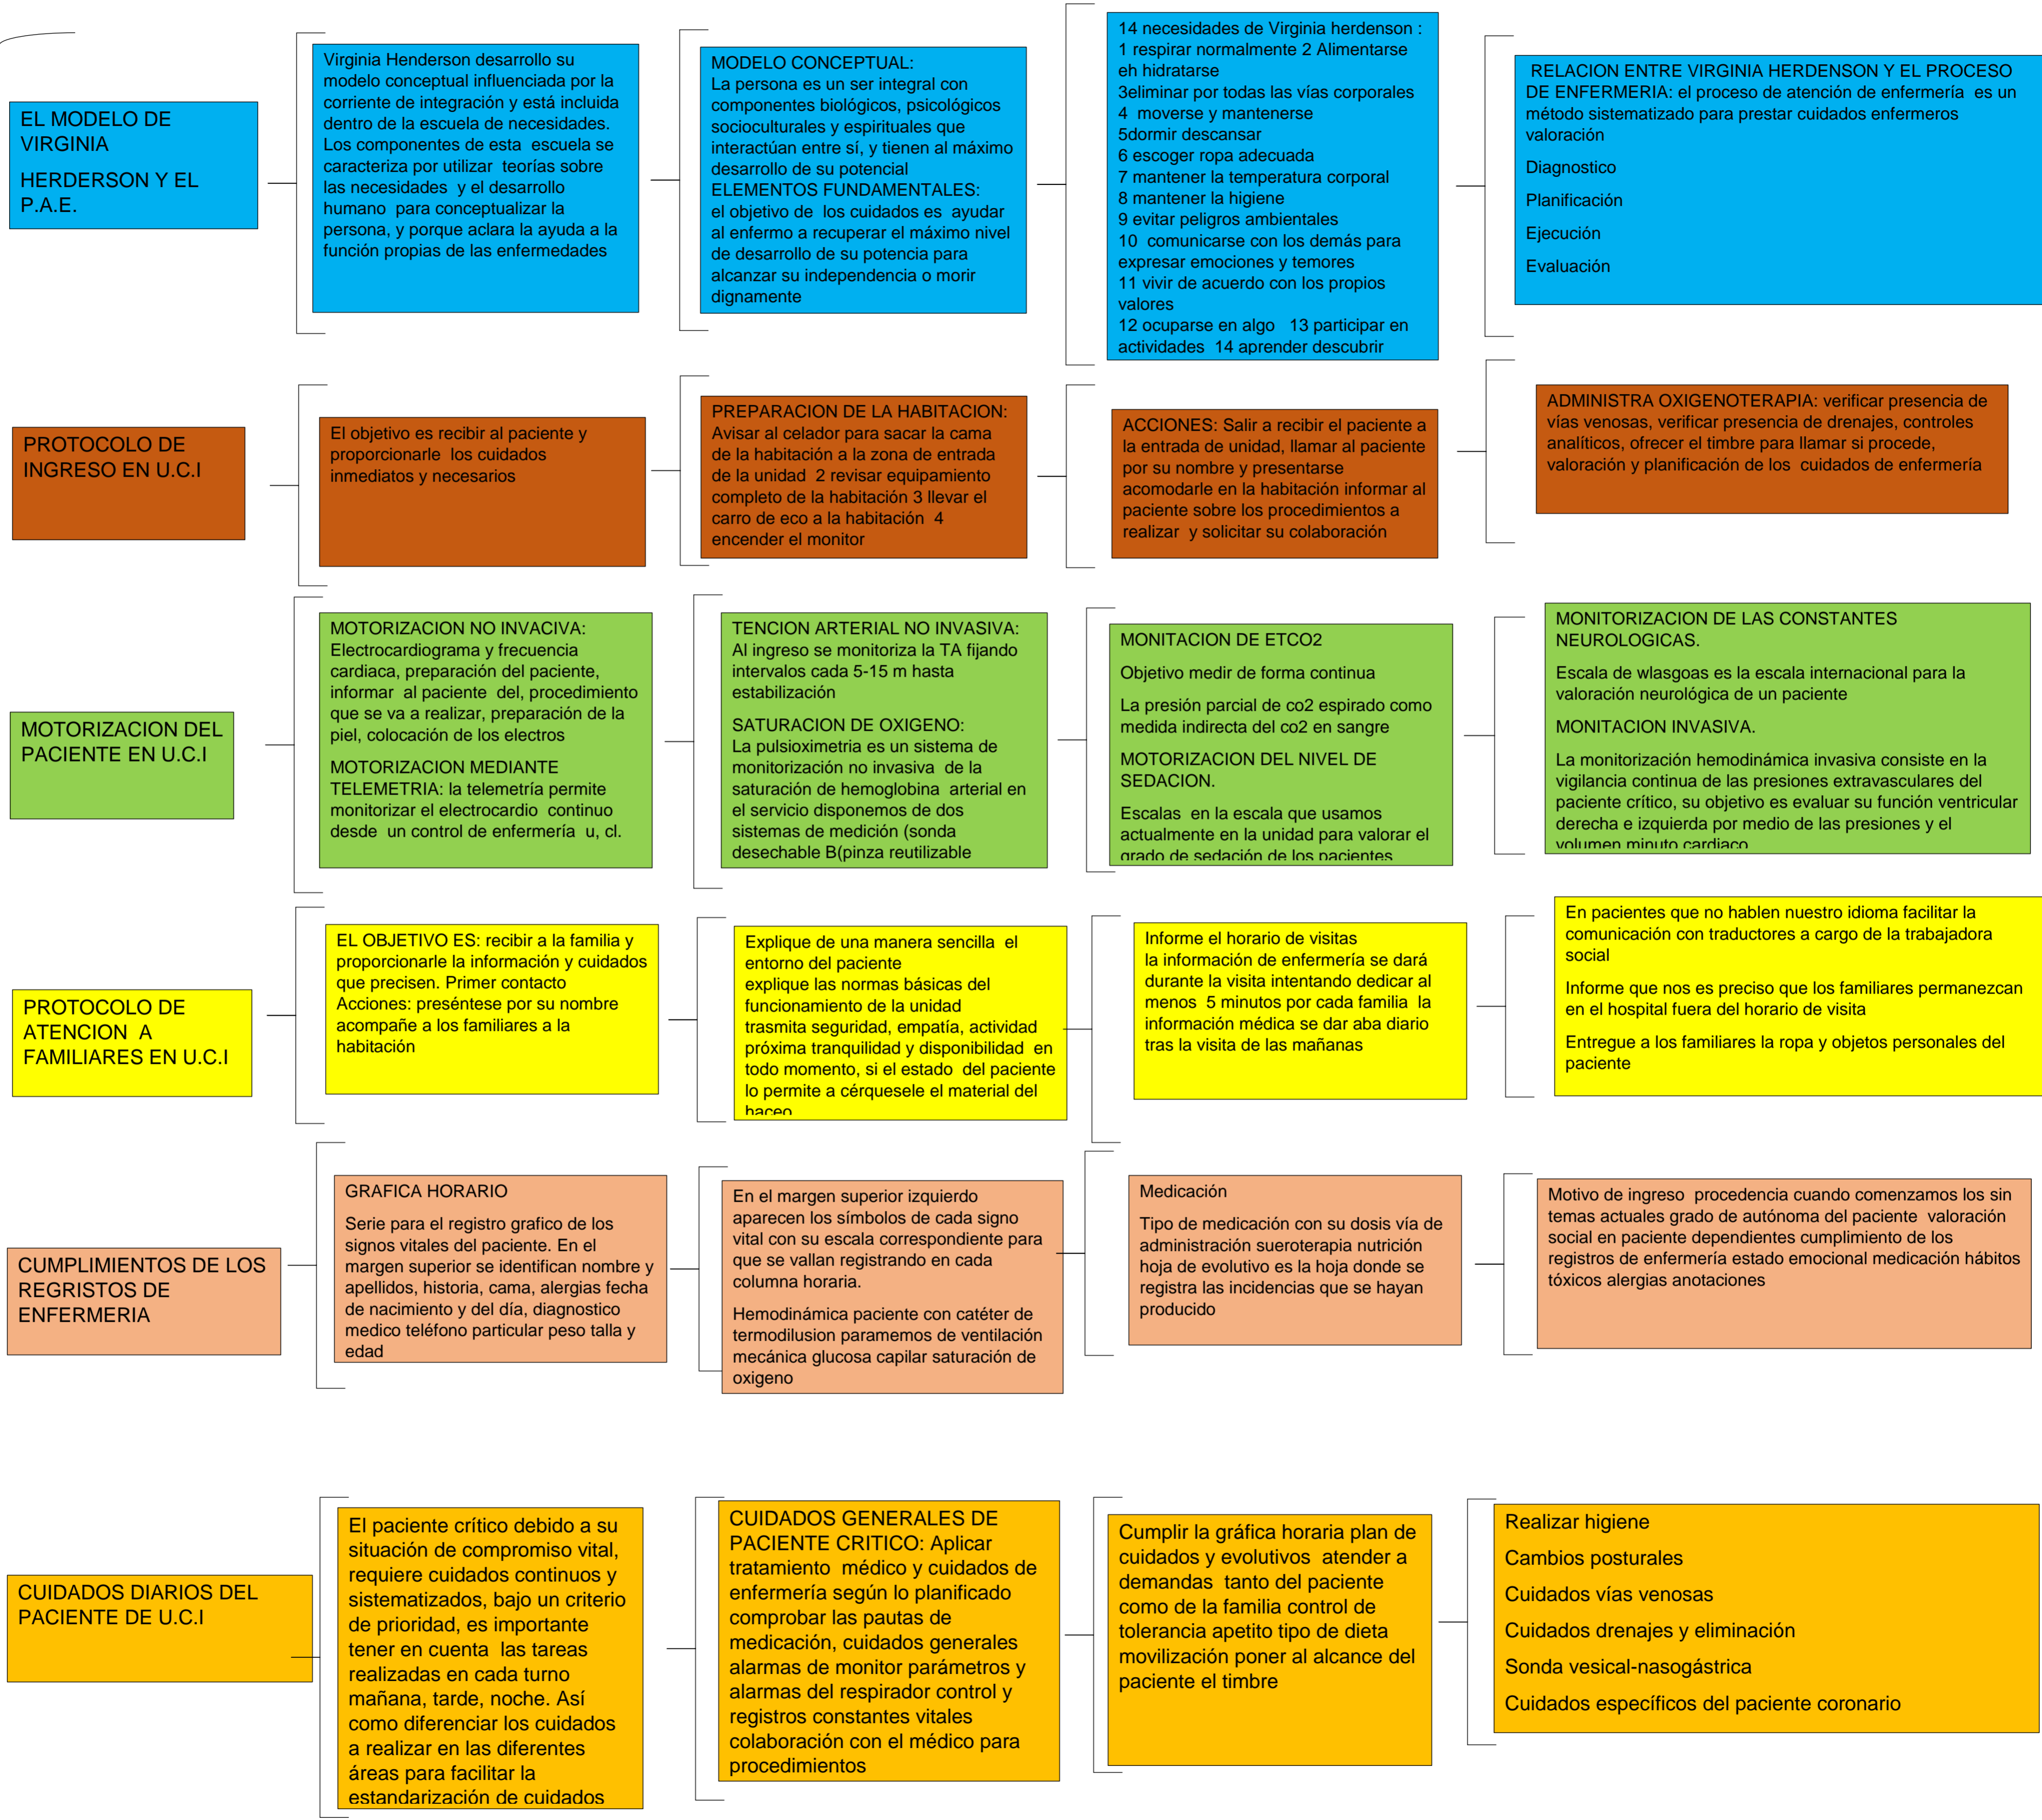 EL MODELO DE
VIRGINIA
HERDERSON Y EL
P.A.E.
Virginia Henderson desarrollo su
modelo conceptual influenciada por la
corriente de integración y está incluida
dentro de la escuela de necesidades.
Los componentes de esta escuela se
caracteriza por utilizar teorías sobre
las necesidades y el desarrollo
humano para conceptualizar la
persona, y porque aclara la ayuda a la
función propias de las enfermedades
MODELO CONCEPTUAL:
La persona es un ser integral con
componentes biológicos, psicológicos
socioculturales y espirituales que
interactúan entre sí, y tienen al máximo
desarrollo de su potencial
ELEMENTOS FUNDAMENTALES:
el objetivo de los cuidados es ayudar
al enfermo a recuperar el máximo nivel
de desarrollo de su potencia para
alcanzar su independencia o morir
dignamente
14 necesidades de Virginia herdenson :
1 respirar normalmente 2 Alimentarse
eh hidratarse
3eliminar por todas las vías corporales
4 moverse y mantenerse
5dormir descansar
6 escoger ropa adecuada
7 mantener la temperatura corporal
8 mantener la higiene
9 evitar peligros ambientales
10 comunicarse con los demás para
expresar emociones y temores
11 vivir de acuerdo con los propios
valores
12 ocuparse en algo 13 participar en
actividades 14 aprender descubrir
RELACION ENTRE VIRGINIA HERDENSON Y EL PROCESO
DE ENFERMERIA: el proceso de atención de enfermería es un
método sistematizado para prestar cuidados enfermeros
valoración
Diagnostico
Planificación
Ejecución
Evaluación
PROTOCOLO DE
INGRESO EN U.C.I
El objetivo es recibir al paciente y
proporcionarle los cuidados
inmediatos y necesarios
PREPARACION DE LA HABITACION:
Avisar al celador para sacar la cama
de la habitación a la zona de entrada
de la unidad 2 revisar equipamiento
completo de la habitación 3 llevar el
carro de eco a la habitación 4
encender el monitor
ACCIONES: Salir a recibir el paciente a
la entrada de unidad, llamar al paciente
por su nombre y presentarse
acomodarle en la habitación informar al
paciente sobre los procedimientos a
realizar y solicitar su colaboración
ADMINISTRA OXIGENOTERAPIA: verificar presencia de
vías venosas, verificar presencia de drenajes, controles
analíticos, ofrecer el timbre para llamar si procede,
valoración y planificación de los cuidados de enfermería
MOTORIZACION DEL
PACIENTE EN U.C.I
MOTORIZACION NO INVACIVA:
Electrocardiograma y frecuencia
cardiaca, preparación del paciente,
informar al paciente del, procedimiento
que se va a realizar, preparación de la
piel, colocación de los electros
MOTORIZACION MEDIANTE
TELEMETRIA: la telemetría permite
monitorizar el electrocardio continuo
desde un control de enfermería u, cl.
TENCION ARTERIAL NO INVASIVA:
Al ingreso se monitoriza la TA fijando
intervalos cada 5-15 m hasta
estabilización
SATURACION DE OXIGENO:
La pulsioximetria es un sistema de
monitorización no invasiva de la
saturación de hemoglobina arterial en
el servicio disponemos de dos
sistemas de medición (sonda
desechable B(pinza reutilizable
MONITACION DE ETCO2
Objetivo medir de forma continua
La presión parcial de co2 espirado como
medida indirecta del co2 en sangre
MOTORIZACION DEL NIVEL DE
SEDACION.
Escalas en la escala que usamos
actualmente en la unidad para valorar el
grado de sedación de los pacientes
MONITORIZACION DE LAS CONSTANTES
NEUROLOGICAS.
Escala de wlasgoas es la escala internacional para la
valoración neurológica de un paciente
MONITACION INVASIVA.
La monitorización hemodinámica invasiva consiste en la
vigilancia continua de las presiones extravasculares del
paciente crítico, su objetivo es evaluar su función ventricular
derecha e izquierda por medio de las presiones y el
volumen minuto cardiaco
PROTOCOLO DE
ATENCION A
FAMILIARES EN U.C.I
EL OBJETIVO ES: recibir a la familia y
proporcionarle la información y cuidados
que precisen. Primer contacto
Acciones: preséntese por su nombre
acompañe a los familiares a la
habitación
Explique de una manera sencilla el
entorno del paciente
explique las normas básicas del
funcionamiento de la unidad
trasmita seguridad, empatía, actividad
próxima tranquilidad y disponibilidad en
todo momento, si el estado del paciente
lo permite a cérquesele el material del
haceo
Informe el horario de visitas
la información de enfermería se dará
durante la visita intentando dedicar al
menos 5 minutos por cada familia la
información médica se dar aba diario
tras la visita de las mañanas
En pacientes que no hablen nuestro idioma facilitar la
comunicación con traductores a cargo de la trabajadora
social
Informe que nos es preciso que los familiares permanezcan
en el hospital fuera del horario de visita
Entregue a los familiares la ropa y objetos personales del
paciente
CUMPLIMIENTOS DE LOS
REGRISTOS DE
ENFERMERIA
GRAFICA HORARIO
Serie para el registro grafico de los
signos vitales del paciente. En el
margen superior se identifican nombre y
apellidos, historia, cama, alergias fecha
de nacimiento y del día, diagnostico
medico teléfono particular peso talla y
edad
En el margen superior izquierdo
aparecen los símbolos de cada signo
vital con su escala correspondiente para
que se vallan registrando en cada
columna horaria.
Hemodinámica paciente con catéter de
termodilusion paramemos de ventilación
mecánica glucosa capilar saturación de
oxigeno
Medicación
Tipo de medicación con su dosis vía de
administración sueroterapia nutrición
hoja de evolutivo es la hoja donde se
registra las incidencias que se hayan
producido
Motivo de ingreso procedencia cuando comenzamos los sin
temas actuales grado de autónoma del paciente valoración
social en paciente dependientes cumplimiento de los
registros de enfermería estado emocional medicación hábitos
tóxicos alergias anotaciones
CUIDADOS DIARIOS DEL
PACIENTE DE U.C.I
El paciente crítico debido a su
situación de compromiso vital,
requiere cuidados continuos y
sistematizados, bajo un criterio
de prioridad, es importante
tener en cuenta las tareas
realizadas en cada turno
mañana, tarde, noche. Así
como diferenciar los cuidados
a realizar en las diferentes
áreas para facilitar la
estandarización de cuidados
CUIDADOS GENERALES DE
PACIENTE CRITICO: Aplicar
tratamiento médico y cuidados de
enfermería según lo planificado
comprobar las pautas de
medicación, cuidados generales
alarmas de monitor parámetros y
alarmas del respirador control y
registros constantes vitales
colaboración con el médico para
procedimientos
Cumplir la gráfica horaria plan de
cuidados y evolutivos atender a
demandas tanto del paciente
como de la familia control de
tolerancia apetito tipo de dieta
movilización poner al alcance del
paciente el timbre
Realizar higiene
Cambios posturales
Cuidados vías venosas
Cuidados drenajes y eliminación
Sonda vesical-nasogástrica
Cuidados específicos del paciente coronario